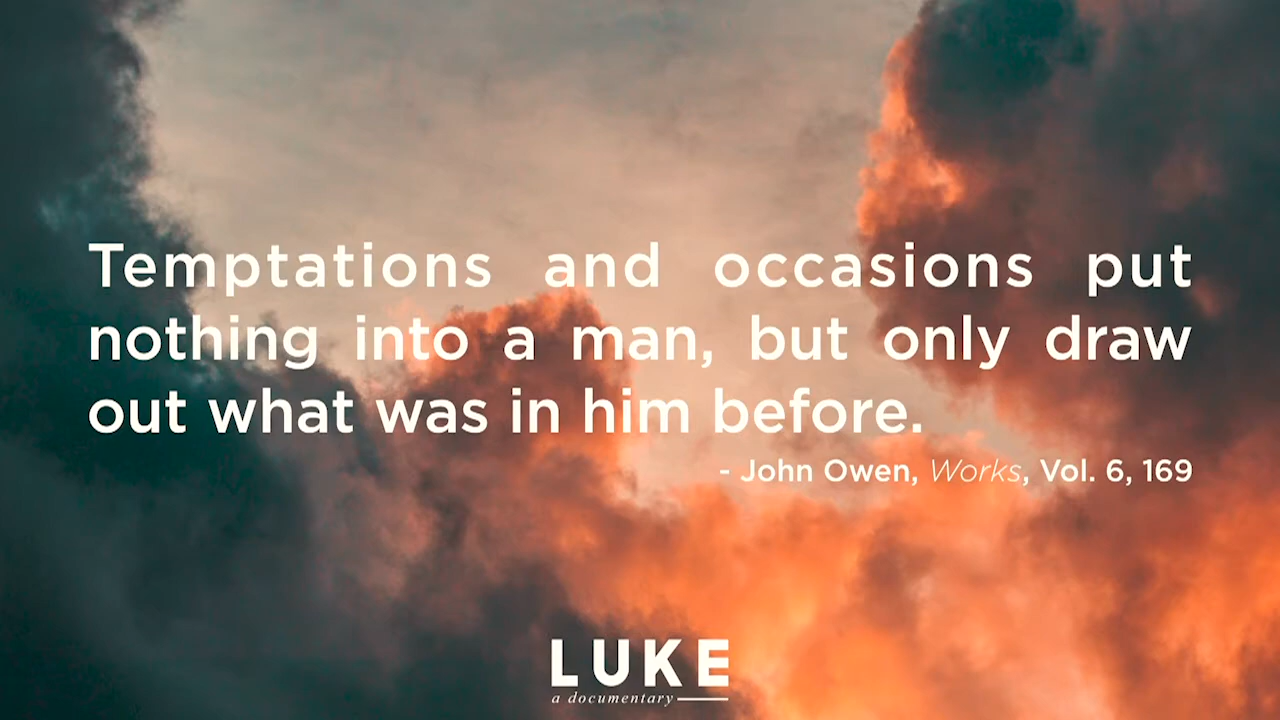 Temptations and occasions put
nothing into a man, but only draw
out what was in him before.
- John Owen, Works, Vol. 6, 169
LUKE
a documentary